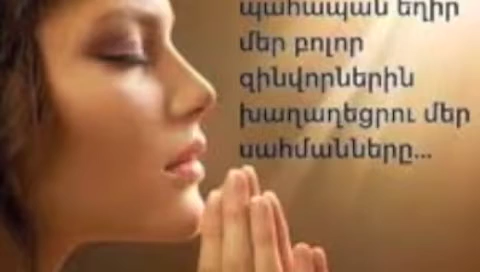 պահապան եղիր
մեր բոլոր
զինվորներին
խաղաղեցրու մեր
սահմանները...